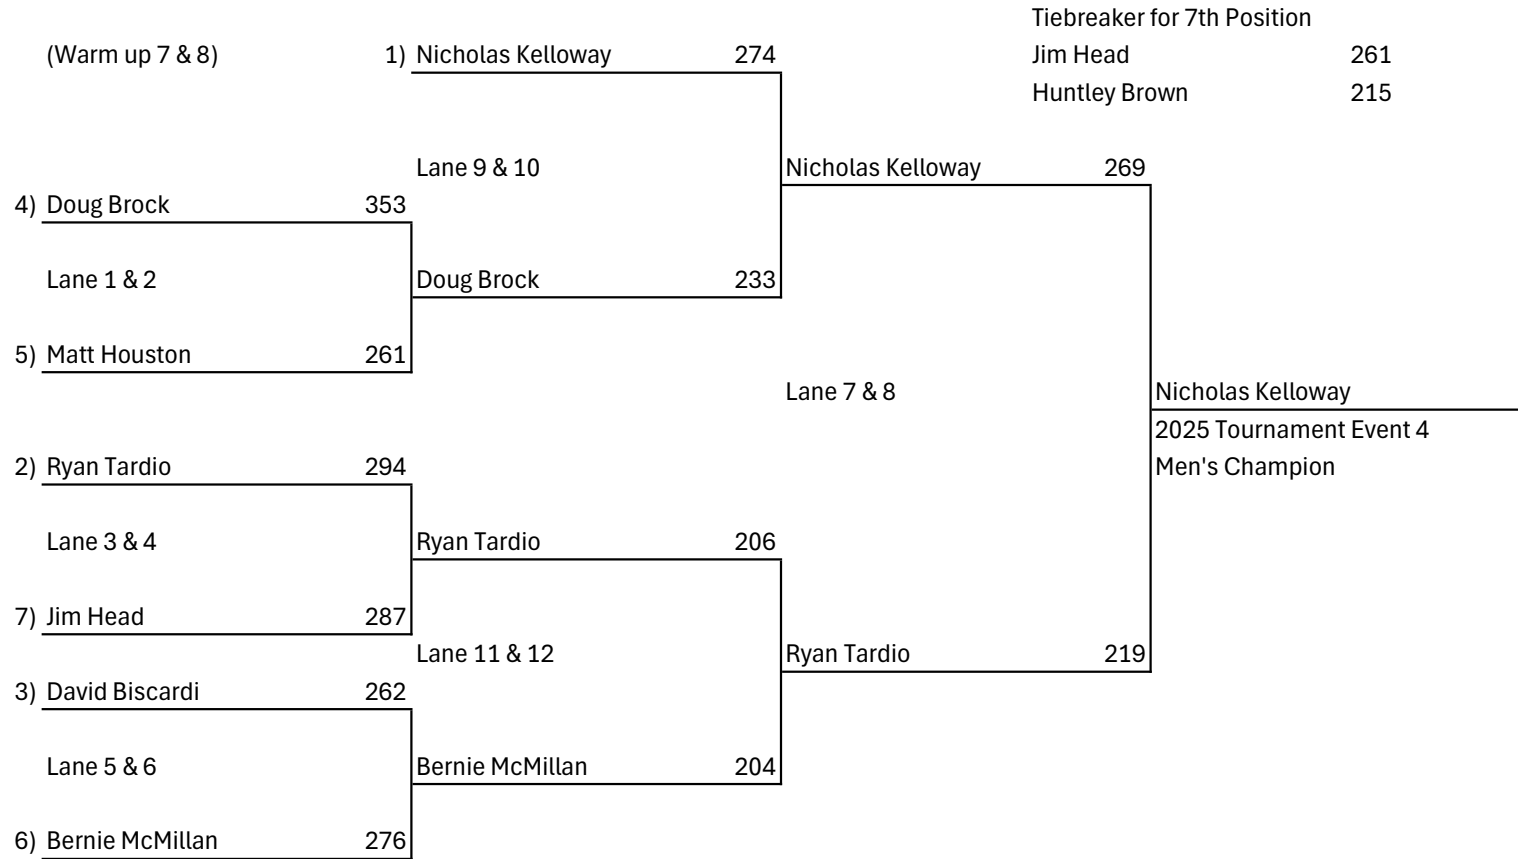 Tiebreaker for 7th Position
(Warm up 7 & 8) 1) Nicholas Kelloway 274 Jim Head 261
Huntley Brown 215
Lane 9 & 10 Nicholas Kelloway 269
4) Doug Brock 353
Lane 1 & 2 Doug Brock 233
5) Matt Houston 261
Lane 7 & 8 Nicholas Kelloway
2025 Tournament Event 4
2) Ryan Tardio 294 Men's Champion
Lane 3 & 4 Ryan Tardio 206
7) Jim Head 287
Lane 11 & 12 Ryan Tardio 219
3) David Biscardi 262
Lane 5 & 6 Bernie McMillan 204
6) Bernie McMillan 276